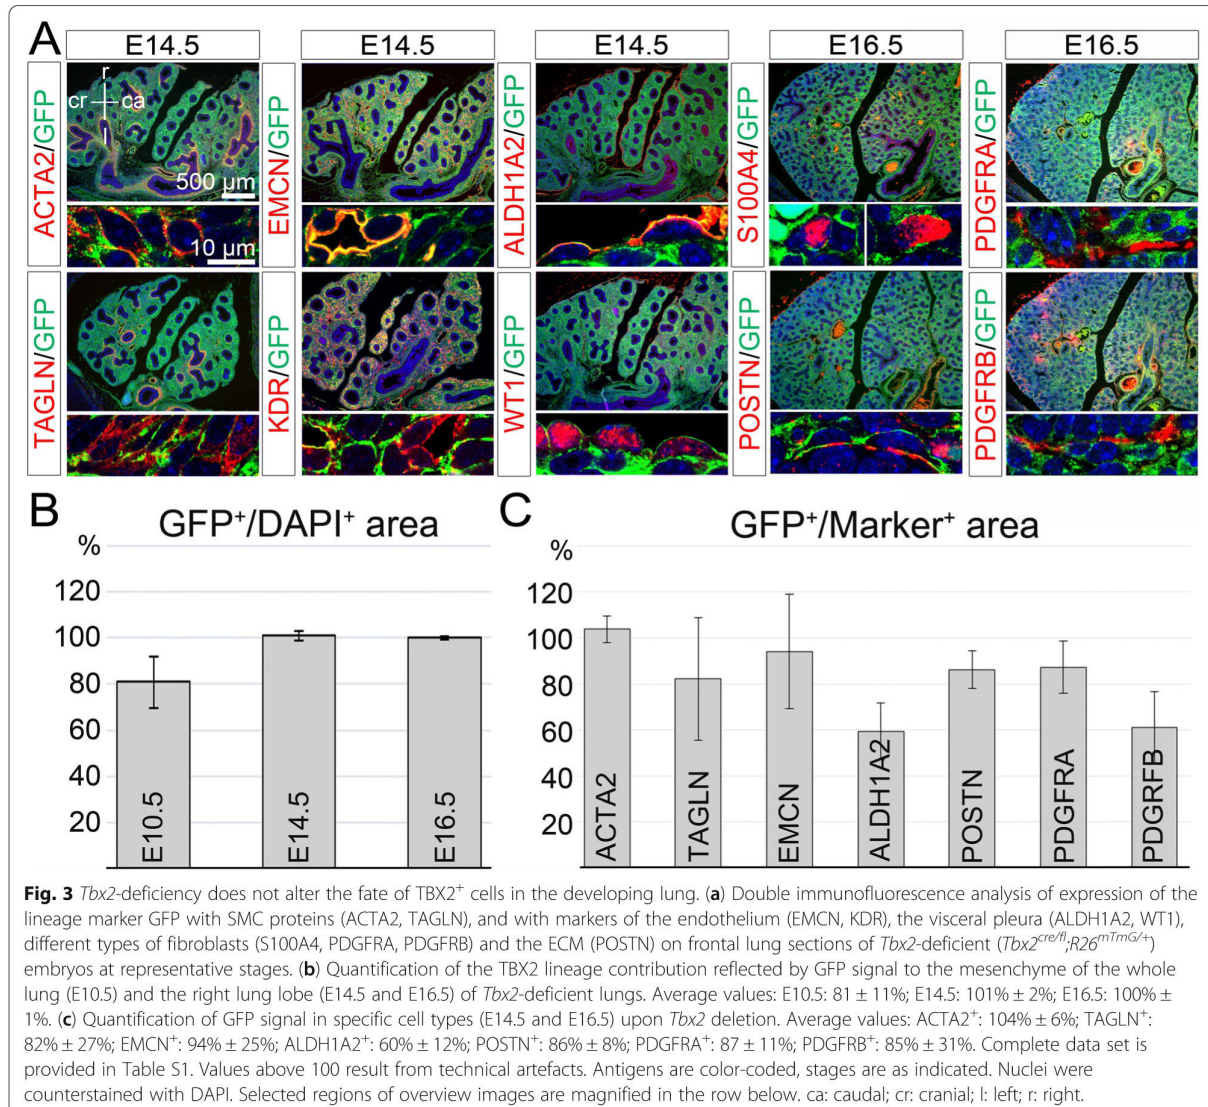 A
E14.5
E14.5
E14.5
E16.5
E16.5
ACTA2/GFP
r
cr
ca
l
500 µm
10 µm
EMCN/GFP
ALDH1A2/GFP
S100A4/GFP
PDGFRA/GFP
TAGLN/GFP
KDR/GFP
WT1/GFP
POSTN/GFP
PDGFRB/GFP
B
GFP⁺/DAPI⁺ area
%
120
100
80
60
40
20
E10.5
E14.5
E16.5
C
GFP⁺/Marker⁺ area
%
120
100
80
60
40
20
ACTA2
TAGLN
EMCN
ALDH1A2
POSTN
PDGFRA
PDGRFB
Fig. 3 Tbx2-deficiency does not alter the fate of TBX2⁺ cells in the developing lung. (a) Double immunofluorescence analysis of expression of the
lineage marker GFP with SMC proteins (ACTA2, TAGLN), and with markers of the endothelium (EMCN, KDR), the visceral pleura (ALDH1A2, WT1),
different types of fibroblasts (S100A4, PDGFRA, PDGFRB) and the ECM (POSTN) on frontal lung sections of Tbx2-deficient (Tbx2^cre/fl;R26^mTmG/+)
embryos at representative stages. (b) Quantification of the TBX2 lineage contribution reflected by GFP signal to the mesenchyme of the whole
lung (E10.5) and the right lung lobe (E14.5 and E16.5) of Tbx2-deficient lungs. Average values: E10.5: 81 ± 11%; E14.5: 101% ± 2%; E16.5: 100% ±
1%. (c) Quantification of GFP signal in specific cell types (E14.5 and E16.5) upon Tbx2 deletion. Average values: ACTA2⁺: 104% ± 6%; TAGLN⁺:
82% ± 27%; EMCN⁺: 94% ± 25%; ALDH1A2⁺: 60% ± 12%; POSTN⁺: 86% ± 8%; PDGFRA⁺: 87 ± 11%; PDGFRB⁺: 85% ± 31%. Complete data set is
provided in Table S1. Values above 100 result from technical artefacts. Antigens are color-coded, stages are as indicated. Nuclei were
counterstained with DAPI. Selected regions of overview images are magnified in the row below. ca: caudal; cr: cranial; l: left; r: right.